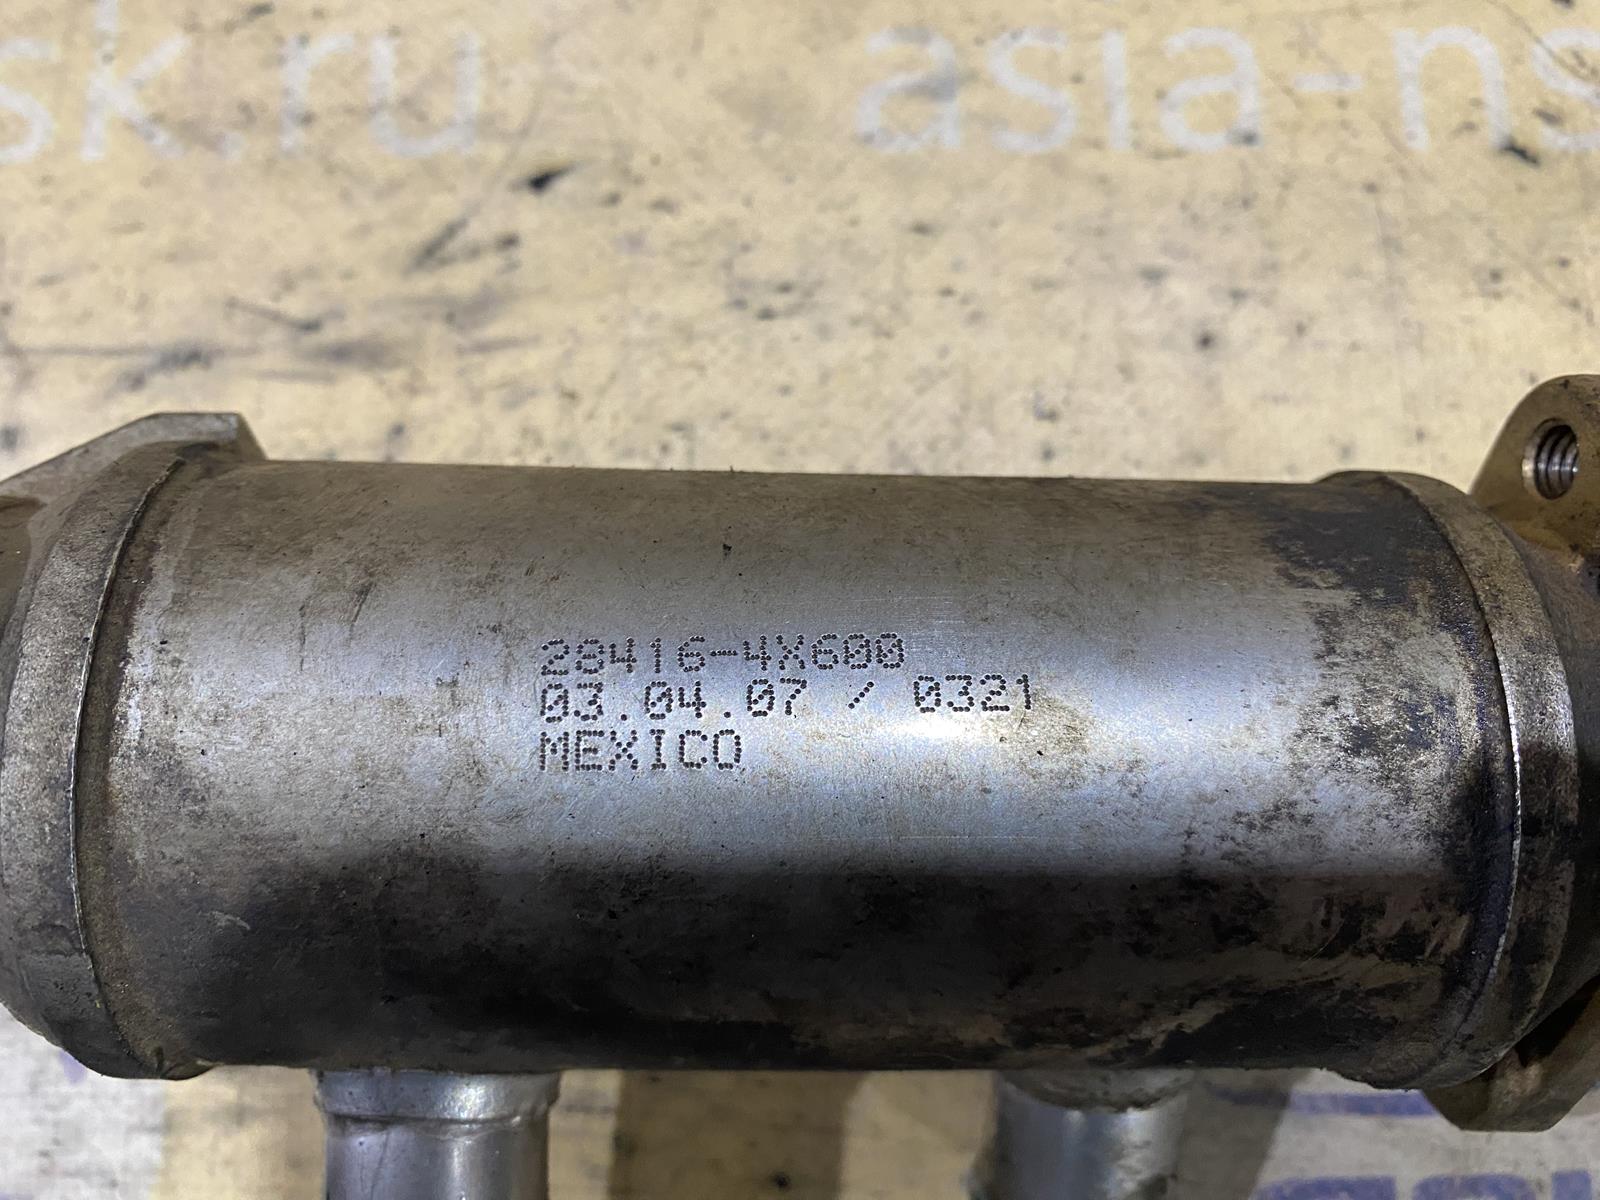 sk.ru asia-ns
28416-4X600
03.04.07 / 0321
MEXICO